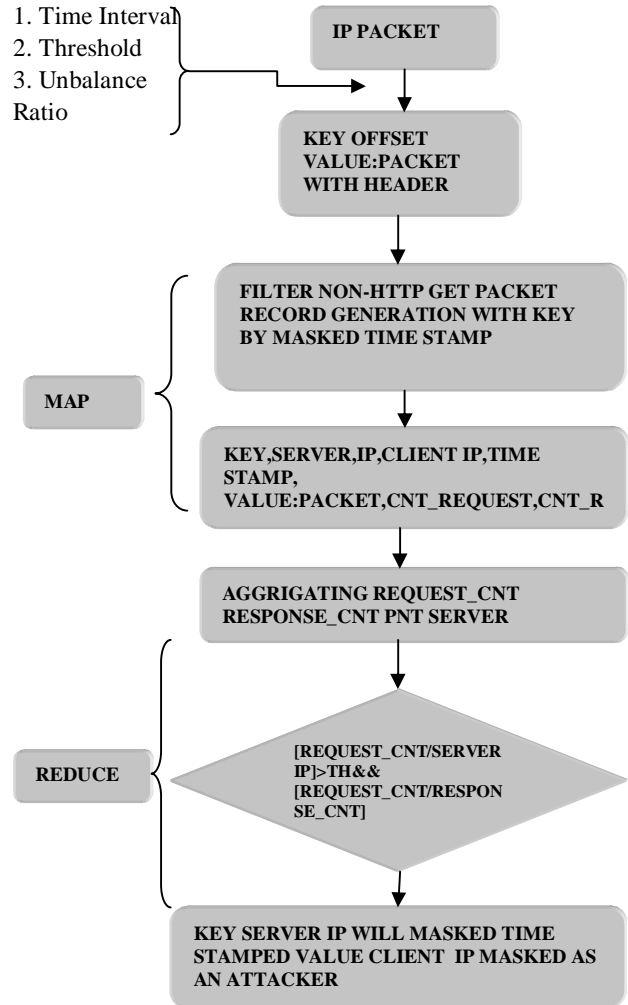 1. Time Interval
2. Threshold
3. Unbalance
Ratio
IP PACKET
KEY OFFSET
VALUE:PACKET
WITH HEADER
FILTER NON-HTTP GET PACKET
RECORD GENERATION WITH KEY
BY MASKED TIME STAMP
MAP
KEY,SERVER,IP,CLIENT IP,TIME
STAMP,
VALUE:PACKET,CNT_REQUEST,CNT_R
AGGRIGATING REQUEST_CNT
RESPONSE_CNT PNT SERVER
REDUCE
[REQUEST_CNT/SERVER
IP]>TH&&
[REQUEST_CNT/RESPON
SE_CNT]
KEY SERVER IP WILL MASKED TIME
STAMPED VALUE CLIENT IP MASKED AS
AN ATTACKER